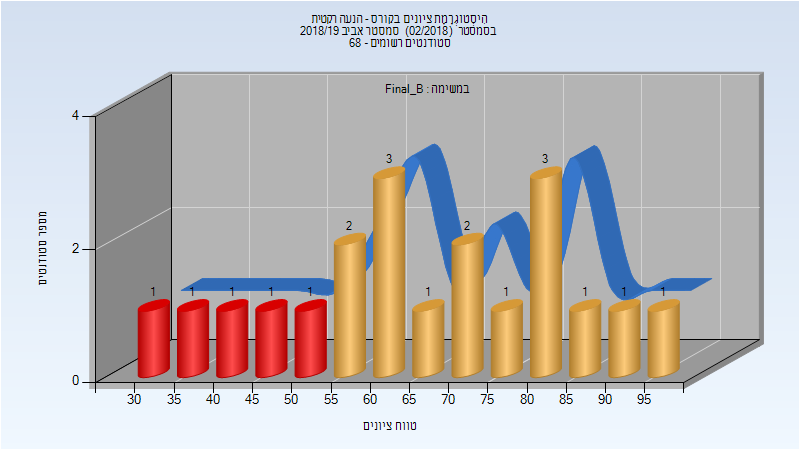 היסטוגרמת ציונים בקורס - הנעה רקטית
בסמסטר (02/2018) סמסטר אביב 2018/19
סטודנטים רשומים - 68
במשימה : Final_B
מספר סטודנטים
4
2
0
1 1 1 1 1 2 3 1 2 1 3 1 1 1
30 35 40 45 50 55 60 65 70 75 80 85 90 95
טווח ציונים